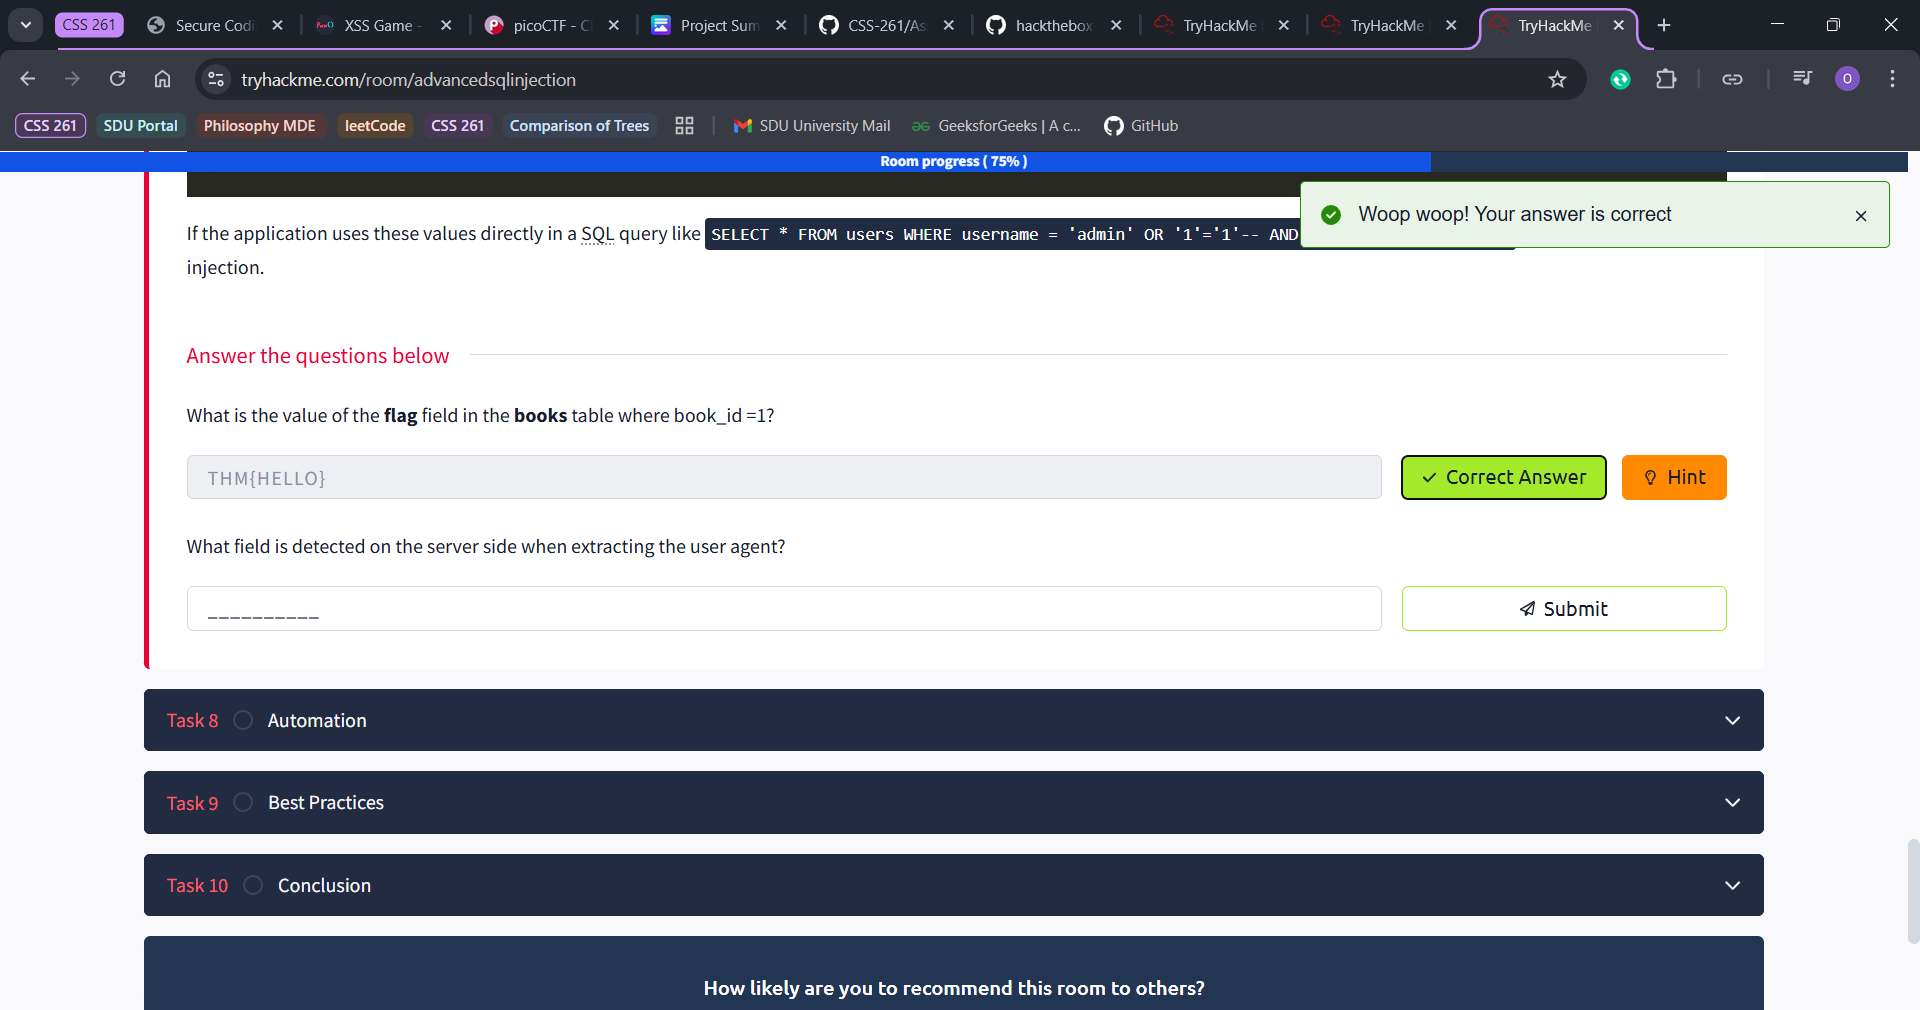 CSS 261
Secure Codi
XSS Game -
picoCTF - C
Project Sum
CSS-261/As
hackthebox
TryHackMe
TryHackMe
TryHackMe
tryhackme.com/room/advancedsqlinjection
O
CSS 261
SDU Portal
Philosophy MDE
leetCode
CSS 261
Comparison of Trees
SDU University Mail
GeeksforGeeks | A c...
GitHub
Room progress ( 75% )
Woop woop! Your answer is correct
If the application uses these values directly in a SQL query like SELECT * FROM users WHERE username = 'admin' OR '1'='1'-- AND
injection.
Answer the questions below
What is the value of the flag field in the books table where book_id =1?
THM{HELLO}
Correct Answer
Hint
What field is detected on the server side when extracting the user agent?
__________
Submit
Task 8
Automation
Task 9
Best Practices
Task 10
Conclusion
How likely are you to recommend this room to others?